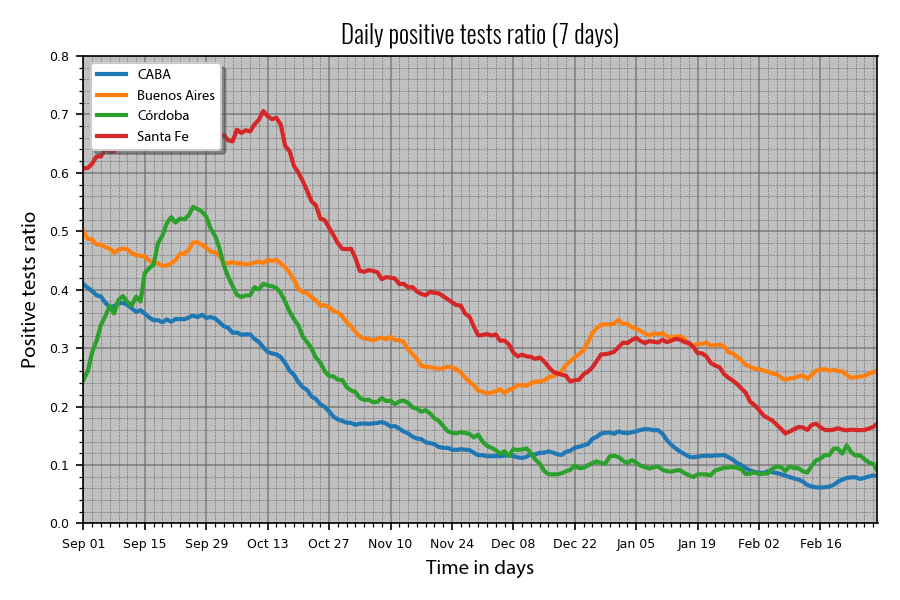 Daily positive tests ratio (7 days)
CABA
Buenos Aires
Córdoba
Santa Fe
Positive tests ratio
0.8
0.7
0.6
0.5
0.4
0.3
0.2
0.1
0.0
Sep 01 Sep 15 Sep 29 Oct 13 Oct 27 Nov 10 Nov 24 Dec 08 Dec 22 Jan 05 Jan 19 Feb 02 Feb 16
Time in days